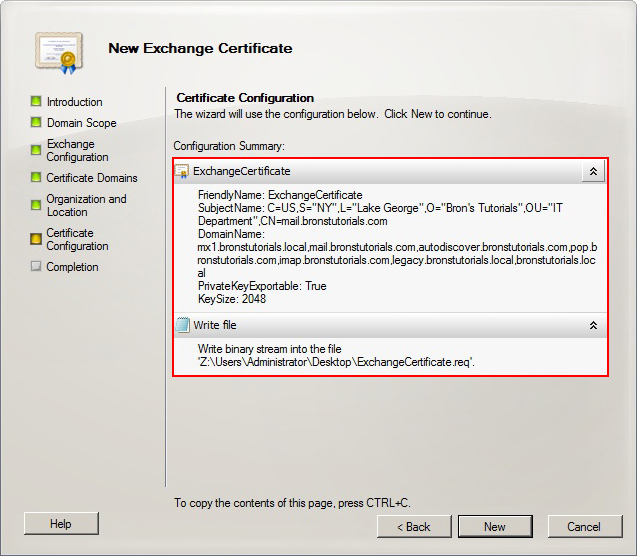 New Exchange Certificate
Introduction
Domain Scope
Exchange
Configuration
Certificate Domains
Organization and
Location
Certificate
Configuration
Completion
Certificate Configuration
The wizard will use the configuration below. Click New to continue.
Configuration Summary:
ExchangeCertificate
FriendlyName: ExchangeCertificate
SubjectName: C=US,S="NY",L="Lake George",O="Bron's Tutorials",OU="IT
Department",CN=mail.bronstutorials.com
DomainName:
mx1.bronstutorials.local,mail.bronstutorials.com,autodiscover.bronstutorials.com,pop.b
ronstutorials.com,imap.bronstutorials.com,legacy.bronstutorials.local,bronstutorials.loc
al
PrivateKeyExportable: True
KeySize: 2048
Write file
Write binary stream into the file
'Z:\Users\Administrator\Desktop\ExchangeCertificate.req'.
To copy the contents of this page, press CTRL+C.
Help
< Back
New
Cancel